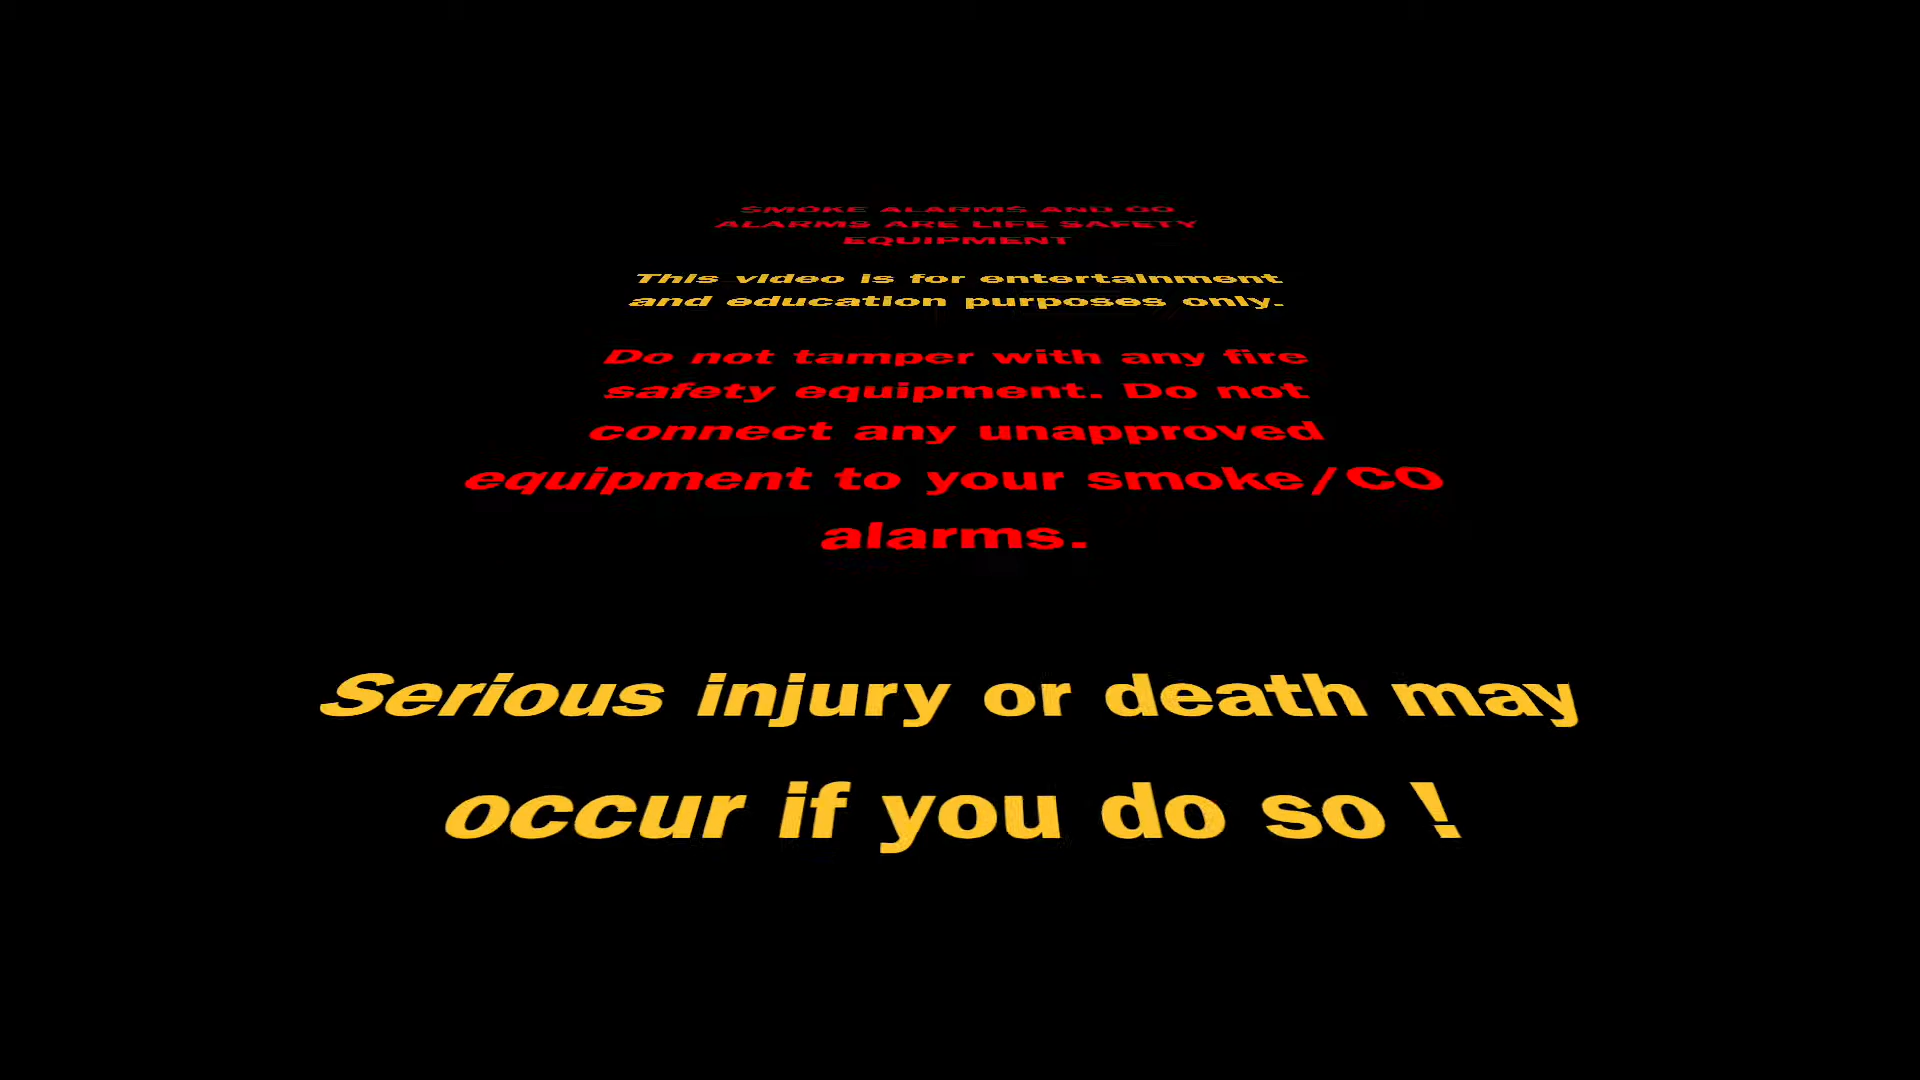 SMOKE ALARMS AND CO
ALARMS ARE LIFE SAFETY
EQUIPMENT
This video is for entertainment
and education purposes only.
Do not tamper with any fire
safety equipment. Do not
connect any unapproved
equipment to your smoke/CO
alarms.
Serious injury or death may
occur if you do so !